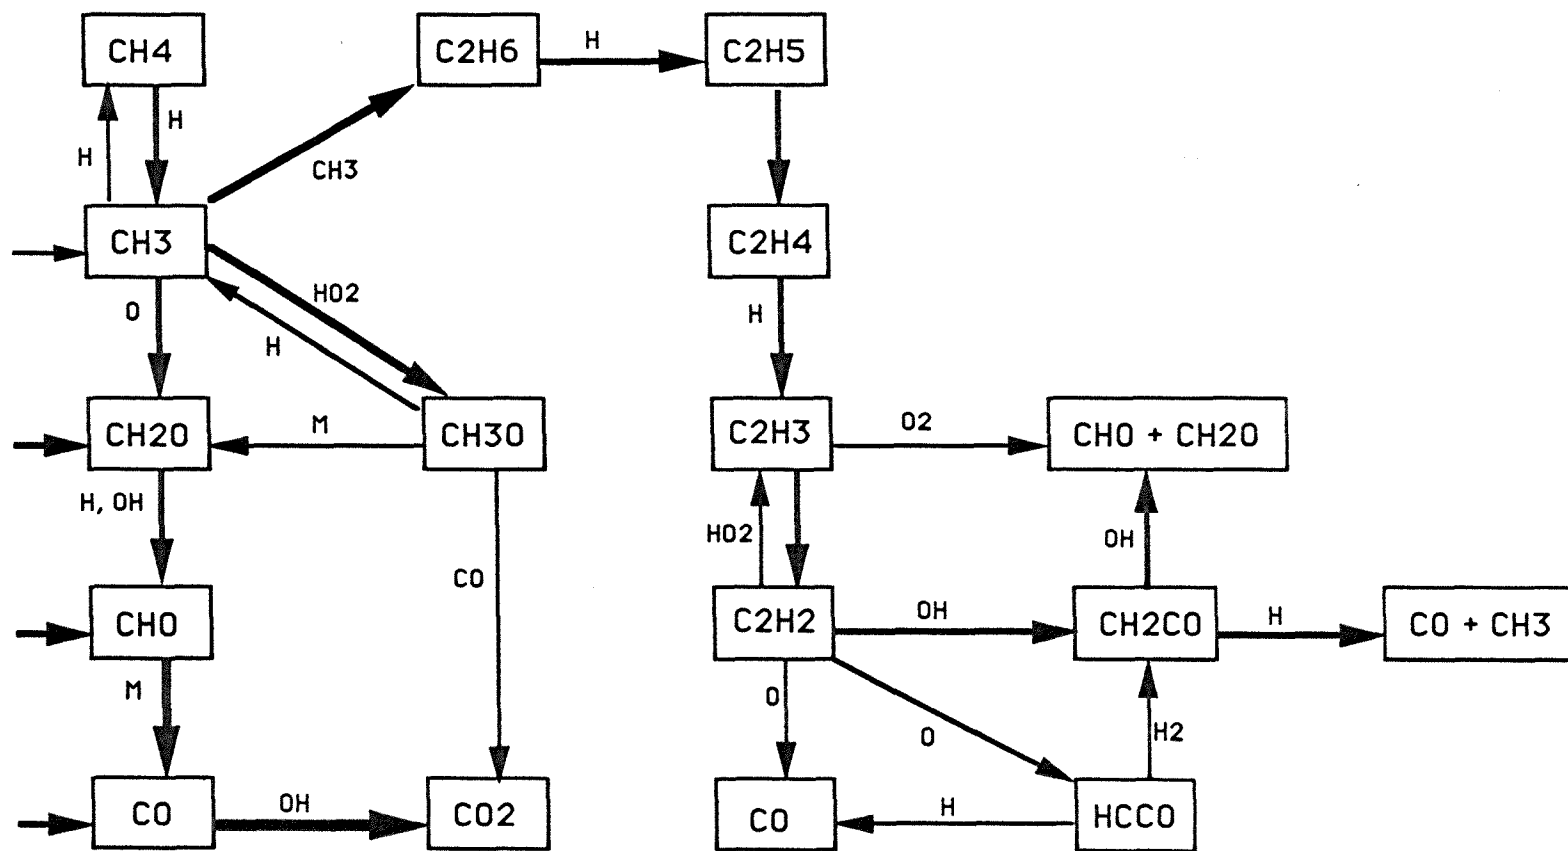 CH4
C2H6
H
C2H5
H
H
CH3
CH3
C2H4
O
HO2
H
H
CH2O
M
CH3O
C2H3
O2
CHO + CH2O
H, OH
HO2
OH
CO
CHO
C2H2
OH
CH2CO
H
CO + CH3
M
O
O
H2
CO
OH
CO2
CO
H
HCCO